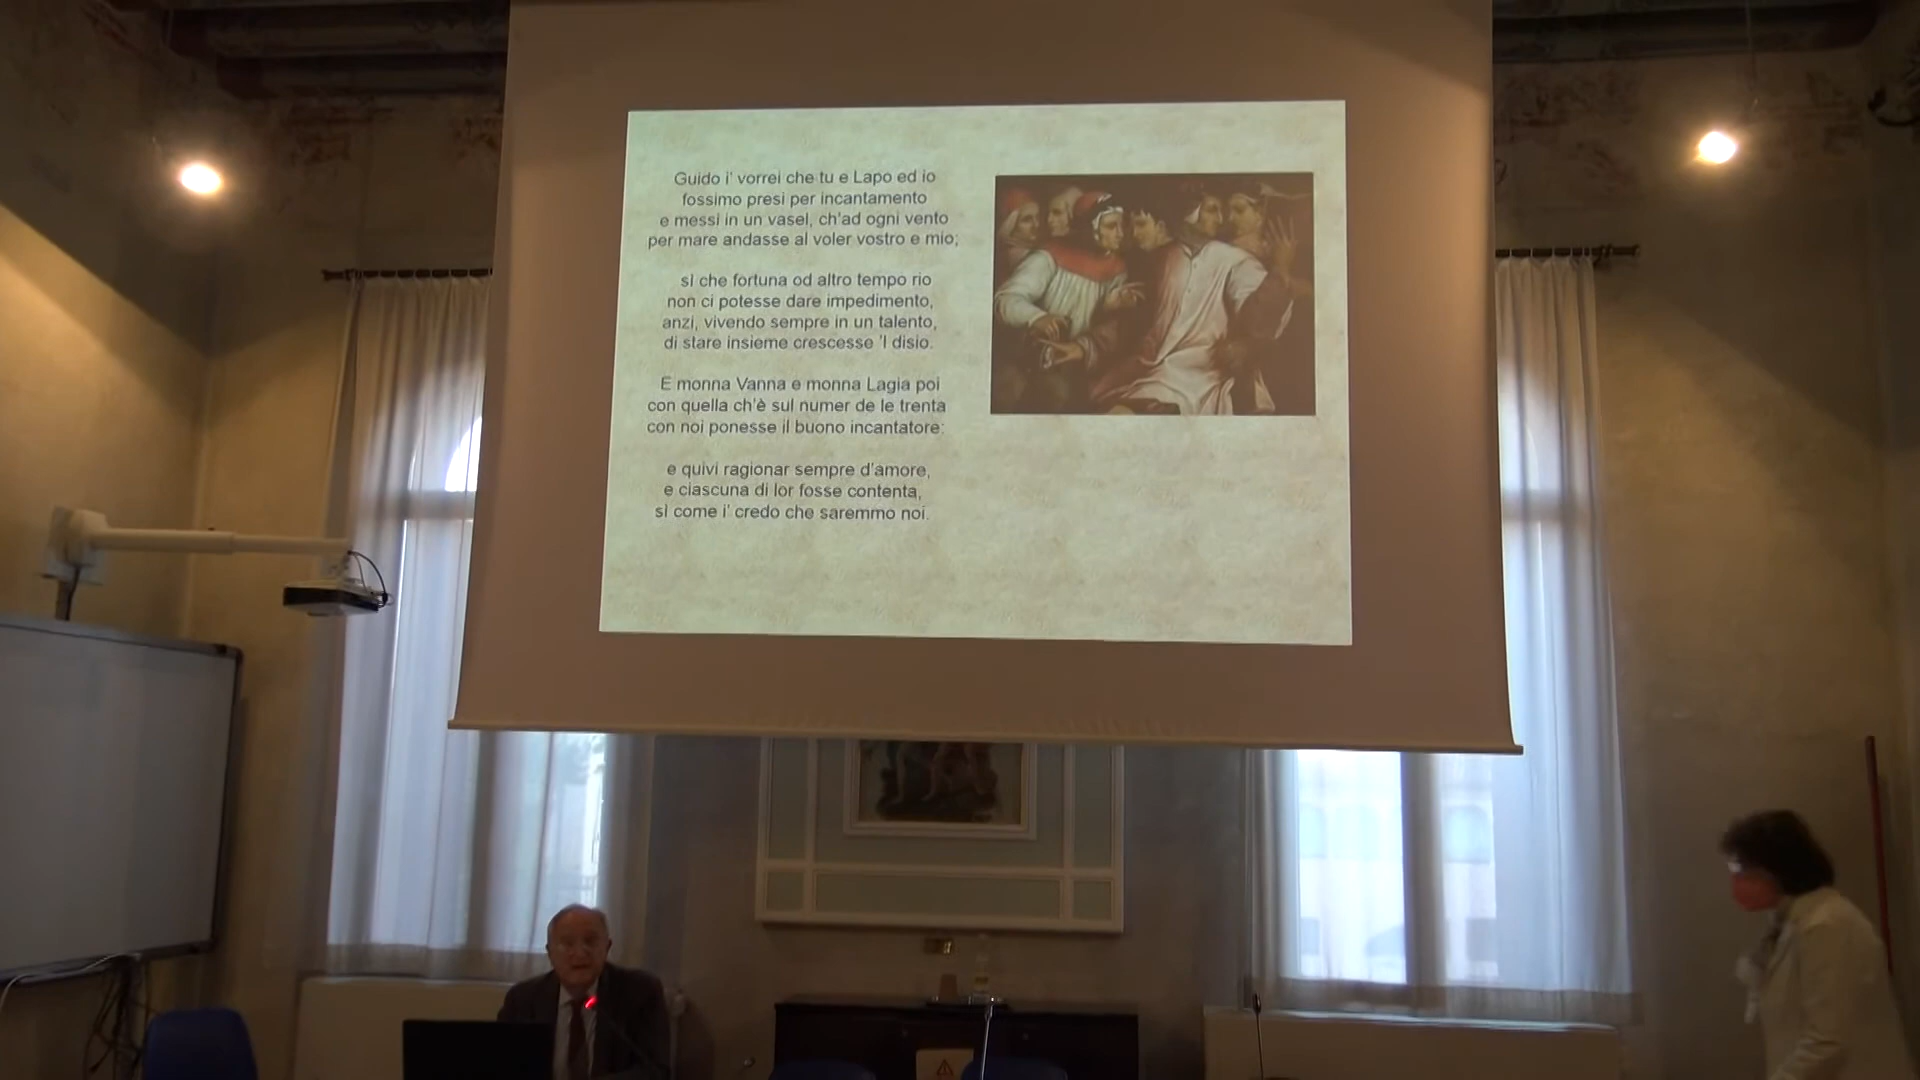 Guido i' vorrei che tu e Lapo ed io
fossimo presi per incantamento
e messi in un vasel, ch'ad ogni vento
per mare andasse al voler vostro e mio;
sì che fortuna od altro tempo rio
non ci potesse dare impedimento,
anzi, vivendo sempre in un talento,
di stare insieme crescesse 'l disio.
E monna Vanna e monna Lagia poi
con quella ch'è sul numer de le trenta
con noi ponesse il buono incantatore:
e quivi ragionar sempre d'amore,
e ciascuna di lor fosse contenta,
sì come i' credo che saremmo noi.